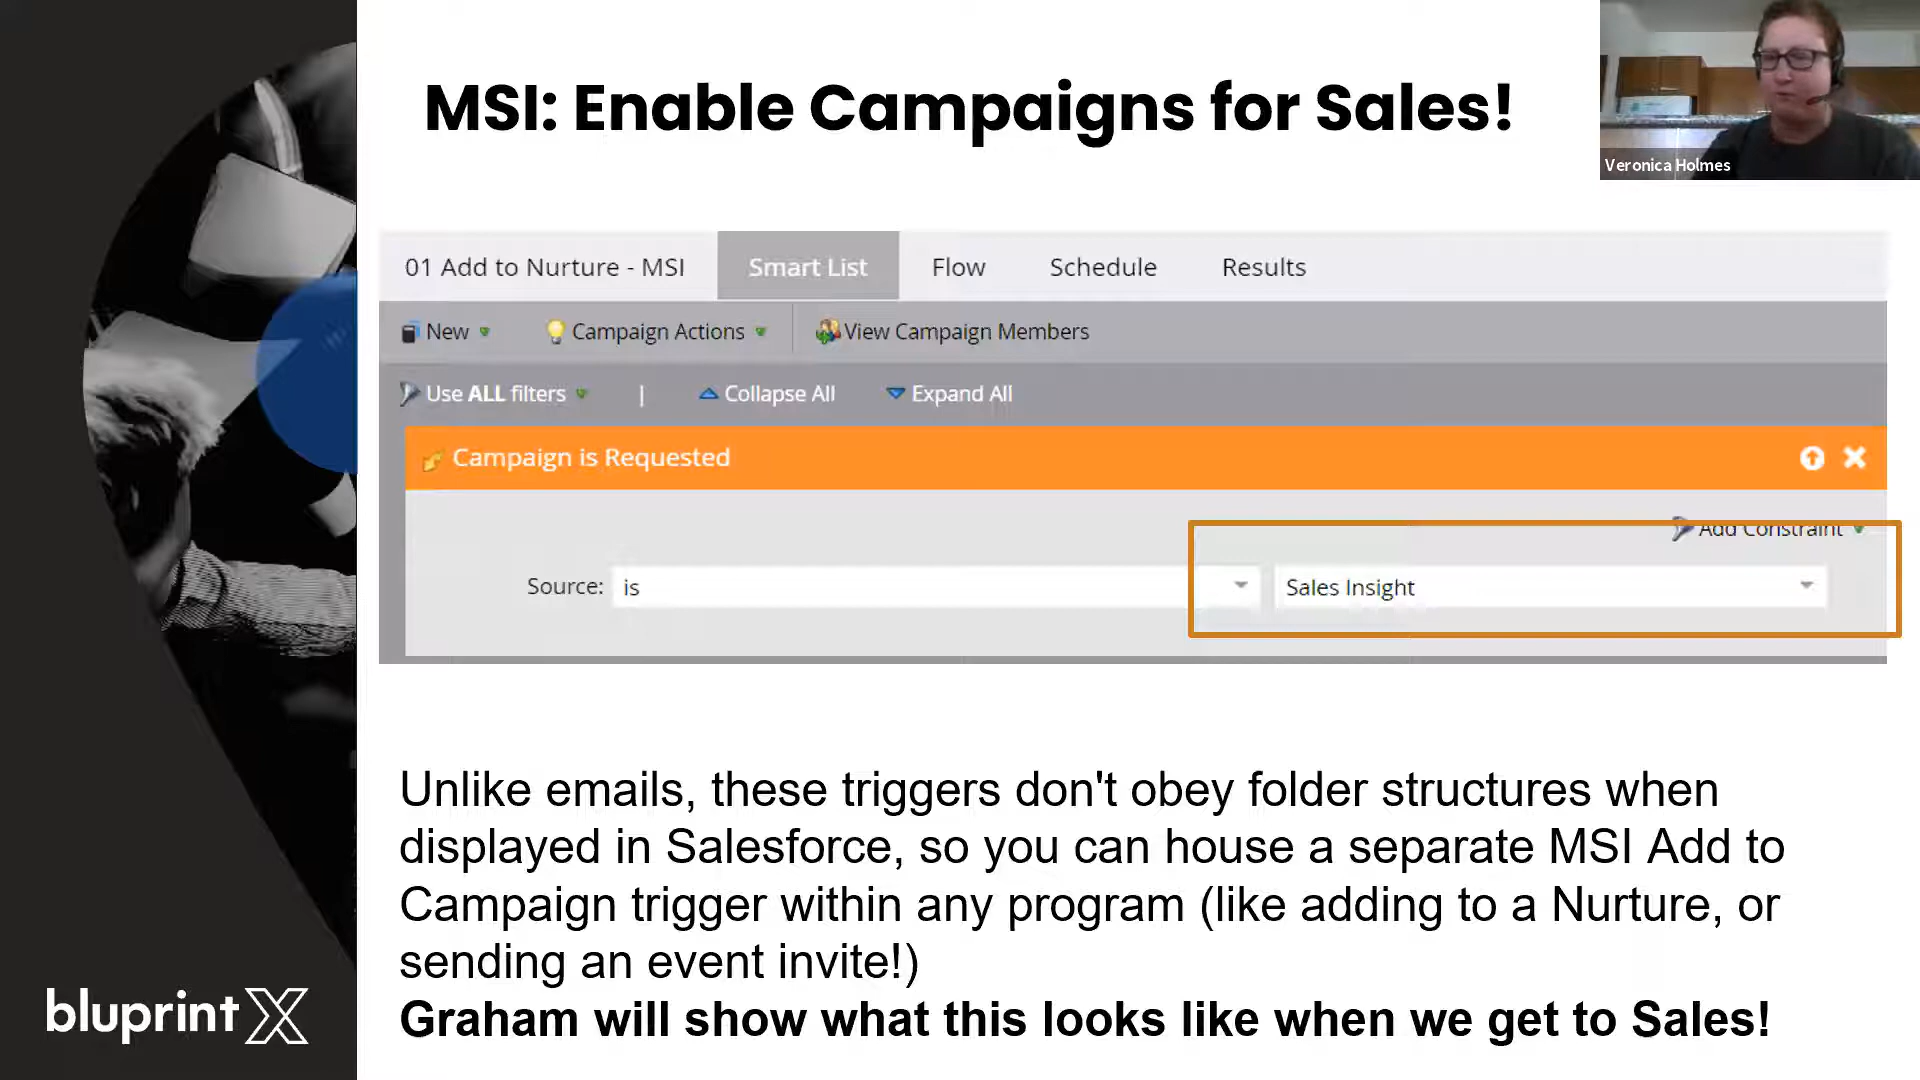 MSI: Enable Campaigns for Sales!
Veronica Holmes
01 Add to Nurture - MSI Smart List Flow Schedule Results
New Campaign Actions View Campaign Members
Use ALL filters | Collapse All Expand All
Campaign is Requested
Add Constraint
Source: is Sales Insight
Unlike emails, these triggers don't obey folder structures when
displayed in Salesforce, so you can house a separate MSI Add to
Campaign trigger within any program (like adding to a Nurture, or
sending an event invite!)
Graham will show what this looks like when we get to Sales!
bluprint X